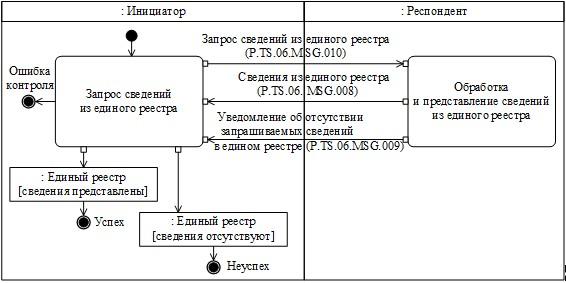 : Инициатор
: Респондент
Запрос сведений из единого реестра
(P.TS.06.MSG.010)
Ошибка
контроля
Запрос сведений
из единого реестра
Сведения из единого реестра
(P.TS.06.MSG.008)
Обработка
и представление сведений
из единого реестра
Уведомление об отсутствии
запрашиваемых сведений
в едином реестре (P.TS.06.MSG.009)
: Единый реестр
[сведения представлены]
Успех
: Единый реестр
[сведения отсутствуют]
Неуспех